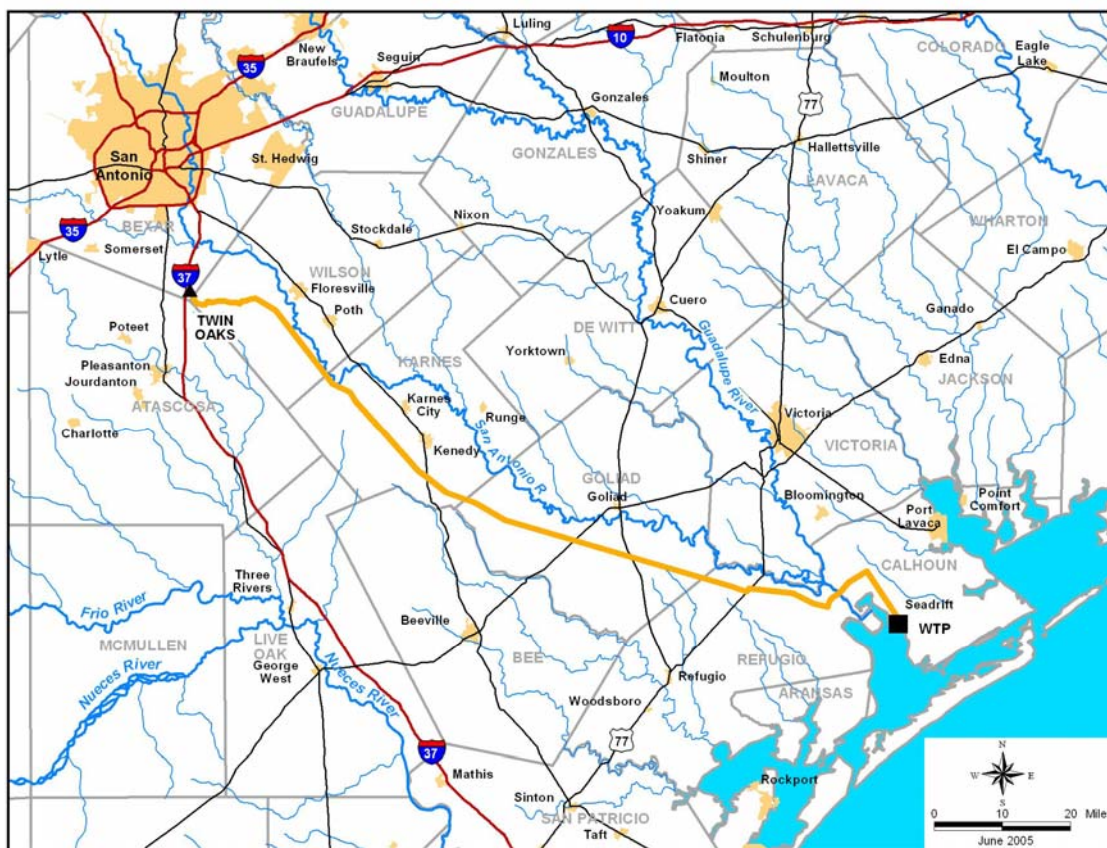 Luling
10
Flatonia
Schulenburg
COLORADO
Eagle
Lake
New
Braufels
35
Seguin
Moulton
77
GUADALUPE
Gonzales
GONZALES
Hallettsville
San
Antonio
St. Hedwig
Shiner
LAVACA
Yoakum
WHARTON
BEXAR
35
Somerset
Lytle
Stockdale
Nixon
El Campo
37
WILSON
Floresville
Cuero
Ganado
TWIN
OAKS
Poth
DE WITT
Guadalupe River
Poteet
Pleasanton
Jourdanton
KARNES
Yorktown
Edna
JACKSON
ATASCOSA
Karnes
City
Runge
Victoria
Charlotte
Kenedy
San Antonio R.
VICTORIA
GOLIAD
Goliad
Bloomington
Point
Comfort
Port
Lavaca
CALHOUN
Three
Rivers
Frio River
Seadrift
WTP
Beeville
MCMULLEN
LIVE
OAK
George
West
Nueces River
Nueces River
BEE
REFUGIO
Refugio
ARANSAS
Woodsboro
77
37
Mathis
Rockport
Sinton
SAN PATRICIO
Taft
N
W
E
S
0 10 20 Mile
June 2005